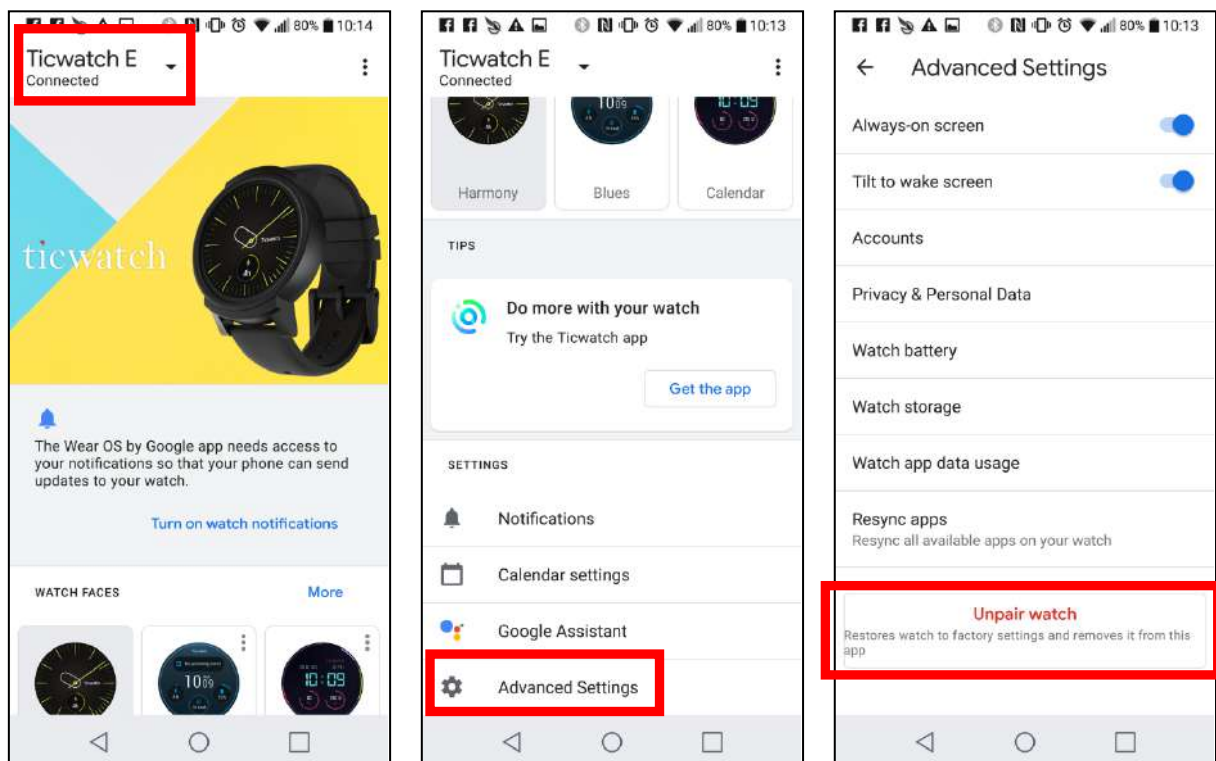 80% 10:14
Ticwatch E
Connected
ticwatch
The Wear OS by Google app needs access to
your notifications so that your phone can send
updates to your watch.
Turn on watch notifications
WATCH FACES
More
10:09
10:09
80% 10:13
Ticwatch E
Connected
10:09
10:09
Harmony
Blues
Calendar
TIPS
Do more with your watch
Try the Ticwatch app
Get the app
SETTINGS
Notifications
Calendar settings
Google Assistant
Advanced Settings
80% 10:13
Advanced Settings
Always-on screen
Tilt to wake screen
Accounts
Privacy & Personal Data
Watch battery
Watch storage
Watch app data usage
Resync apps
Resync all available apps on your watch
Unpair watch
Restores watch to factory settings and removes it from this
app